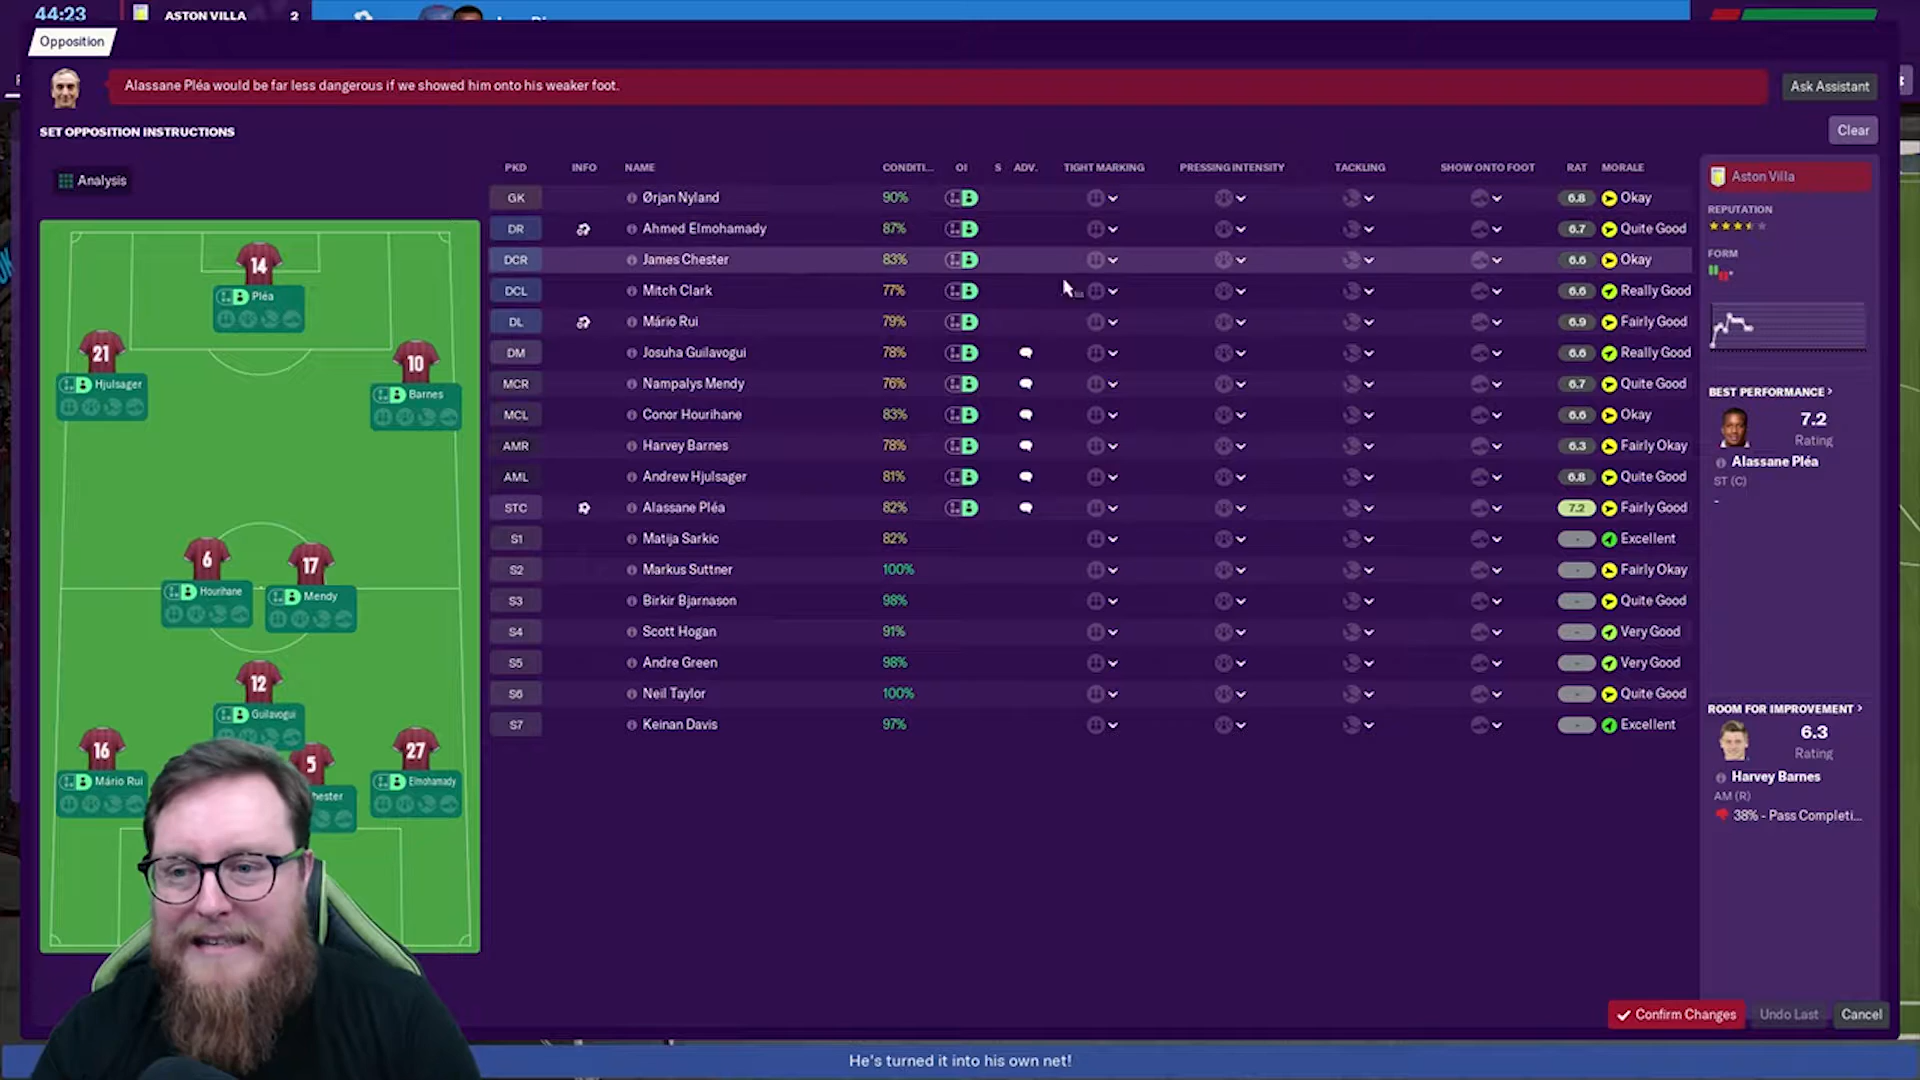 44:23 ASTON VILLA 2
Opposition
Alassane Pléa would be far less dangerous if we showed him onto his weaker foot.
Ask Assistant
SET OPPOSITION INSTRUCTIONS
Clear
Analysis
PKD INFO NAME CONDITI... OI S ADV. TIGHT MARKING PRESSING INTENSITY TACKLING SHOW ONTO FOOT RAT MORALE
GK Ørjan Nyland 90% 6.8 Okay
DR Ahmed Elmohamady 87% 6.7 Quite Good
DCR James Chester 83% 6.6 Okay
DCL Mitch Clark 77% 6.6 Really Good
DL Mário Rui 79% 6.9 Fairly Good
DM Josuha Guilavogui 78% 6.6 Really Good
MCR Nampalys Mendy 76% 6.7 Quite Good
MCL Conor Hourihane 83% 6.6 Okay
AMR Harvey Barnes 78% 6.3 Fairly Okay
AML Andrew Hjulsager 81% 6.8 Quite Good
STC Alassane Pléa 82% 7.2 Fairly Good
S1 Matija Sarkic 82% - Excellent
S2 Markus Suttner 100% - Fairly Okay
S3 Birkir Bjarnason 98% - Quite Good
S4 Scott Hogan 91% - Very Good
S5 Andre Green 98% - Very Good
S6 Neil Taylor 100% - Quite Good
S7 Keinan Davis 97% - Excellent
14
Pléa
21
Hjulsager
10
Barnes
6
Hourihane
17
Mendy
12
Guilavogui
16
Mário Rui
5
hester
27
Elmohamady
Aston Villa
REPUTATION
FORM
BEST PERFORMANCE >
7.2
Rating
Alassane Pléa
ST (C)
-
ROOM FOR IMPROVEMENT >
6.3
Rating
Harvey Barnes
AM (R)
38% - Pass Completi...
Confirm Changes Undo Last Cancel
He's turned it into his own net!